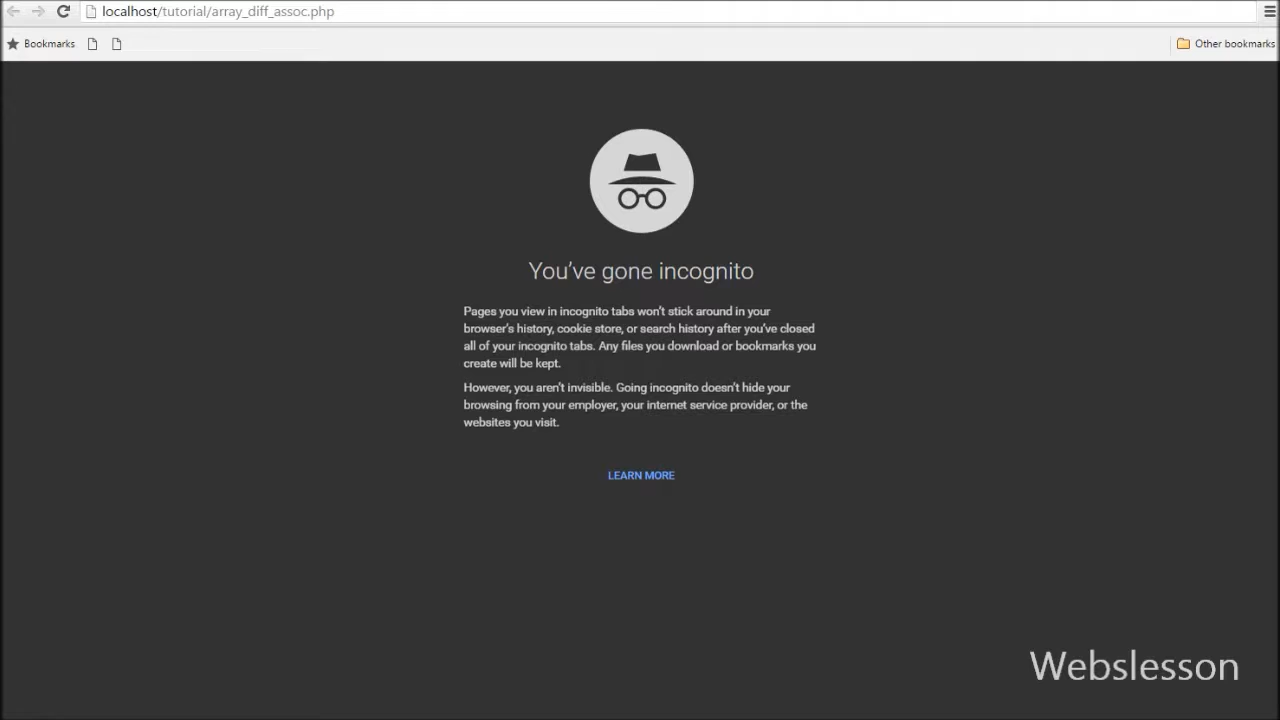 localhost/tutorial/array_diff_assoc.php
Bookmarks
Other bookmarks
You've gone incognito
Pages you view in incognito tabs won't stick around in your
browser's history, cookie store, or search history after you've closed
all of your incognito tabs. Any files you download or bookmarks you
create will be kept.
However, you aren't invisible. Going incognito doesn't hide your
browsing from your employer, your internet service provider, or the
websites you visit.
LEARN MORE
Webslesson